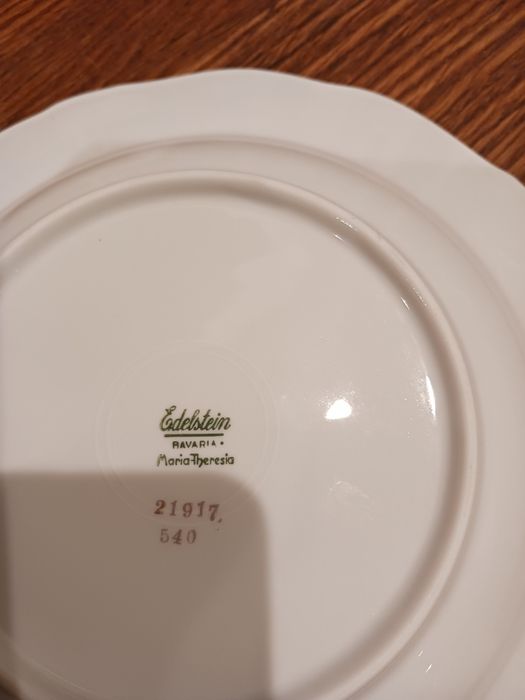 Edelstein
BAVARIA
Maria-Theresia
21917
540